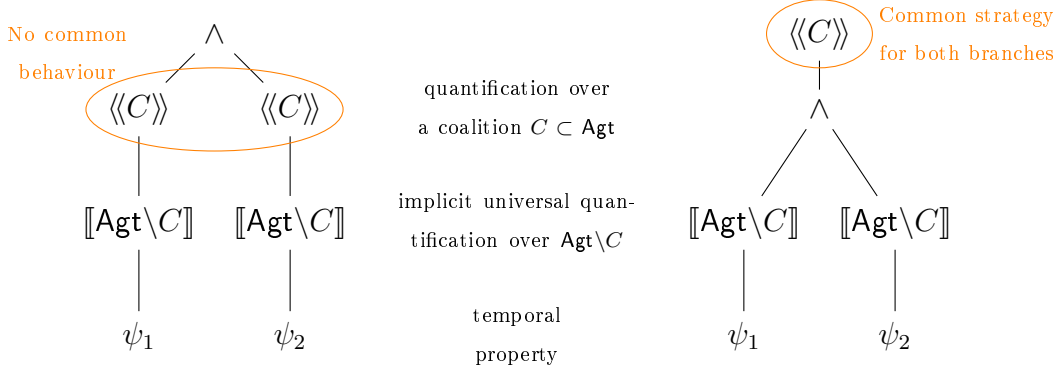 No common
behaviour
∧
⟪C⟫ ⟪C⟫
⟦Agt\C⟧ ⟦Agt\C⟧
ψ₁ ψ₂
quantification over
a coalition C ⊂ Agt
implicit universal quan-
tification over Agt\C
temporal
property
⟪C⟫
Common strategy
for both branches
∧
⟦Agt\C⟧ ⟦Agt\C⟧
ψ₁ ψ₂